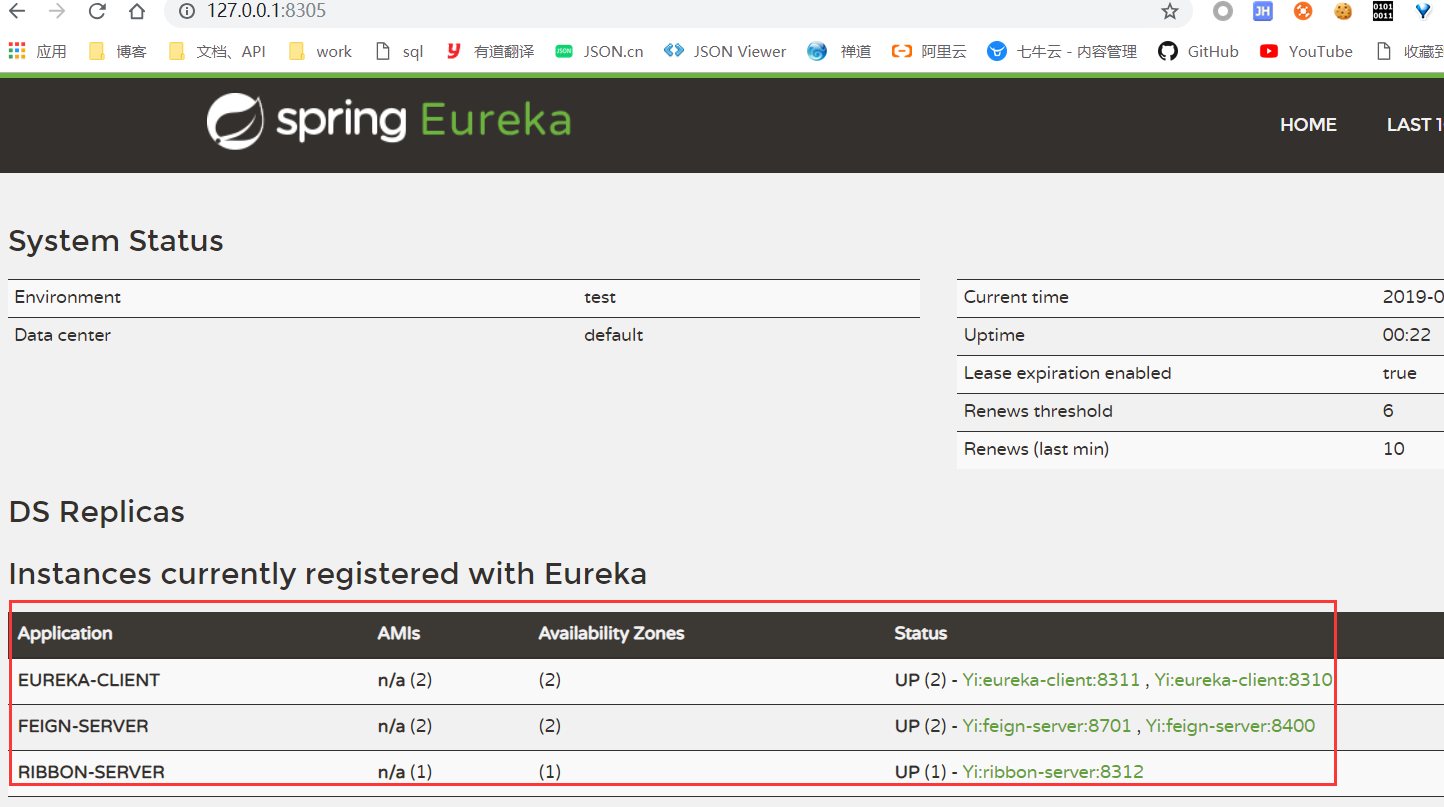 127.0.0.1:8305
JH 0101 0011
应用 博客 文档、API work sql 有道翻译 JSON.cn JSON Viewer 禅道 阿里云 七牛云 - 内容管理 GitHub YouTube 收藏到
spring Eureka HOME LAST 1
System Status
Environment test Current time 2019-0
Data center default Uptime 00:22
Lease expiration enabled true
Renews threshold 6
Renews (last min) 10
DS Replicas
Instances currently registered with Eureka
Application AMIs Availability Zones Status
EUREKA-CLIENT n/a (2) (2) UP (2) - Yi:eureka-client:8311 , Yi:eureka-client:8310
FEIGN-SERVER n/a (2) (2) UP (2) - Yi:feign-server:8701 , Yi:feign-server:8400
RIBBON-SERVER n/a (1) (1) UP (1) - Yi:ribbon-server:8312